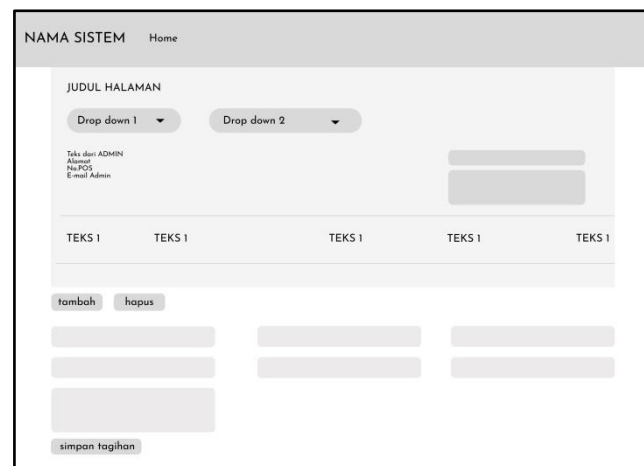 NAMA SISTEM Home
JUDUL HALAMAN
Drop down 1 Drop down 2
Teks dari ADMIN
Alamat
No.POS
E-mail Admin
TEKS 1 TEKS 1 TEKS 1 TEKS 1 TEKS 1
tambah hapus
simpan tagihan